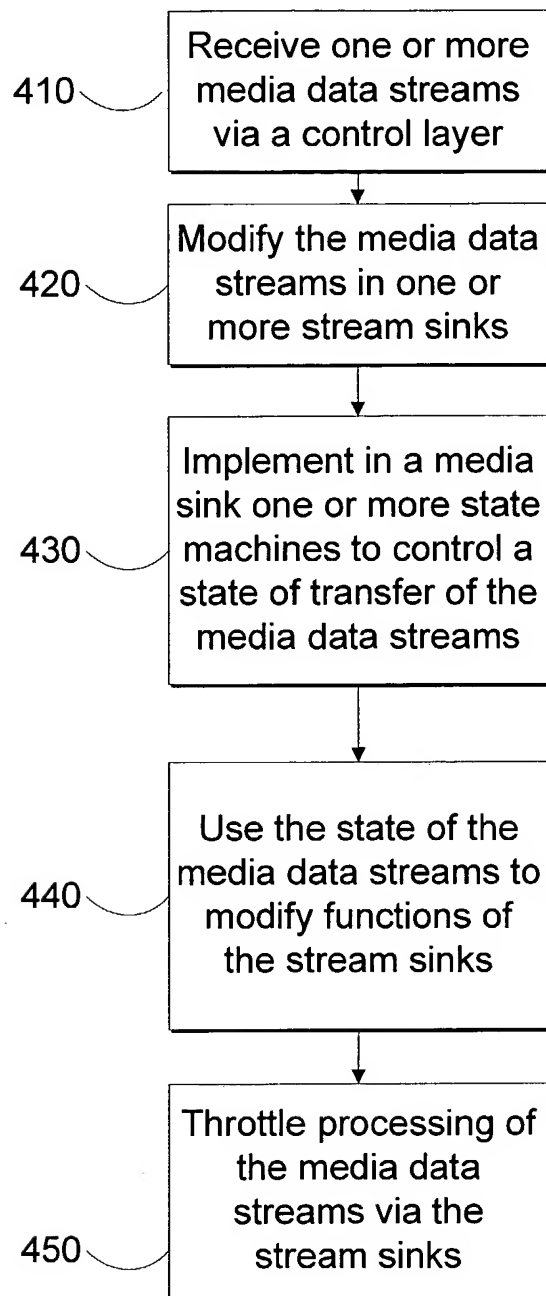 410
Receive one or more
media data streams
via a control layer
420
Modify the media data
streams in one or
more stream sinks
430
Implement in a media
sink one or more state
machines to control a
state of transfer of the
media data streams
440
Use the state of the
media data streams to
modify functions of
the stream sinks
450
Throttle processing of
the media data
streams via the
stream sinks